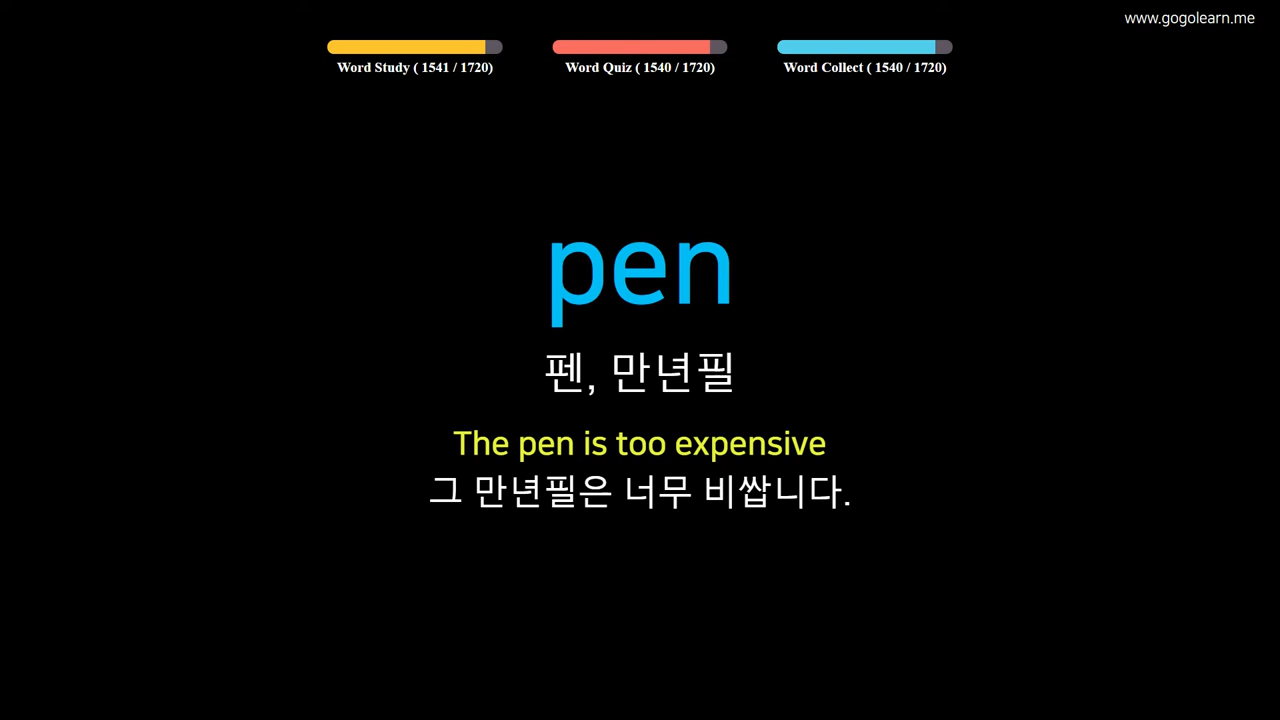 www.gogolearn.me
Word Study ( 1541 / 1720)
Word Quiz ( 1540 / 1720)
Word Collect ( 1540 / 1720)
pen
펜, 만년필
The pen is too expensive
그 만년필은 너무 비쌉니다.